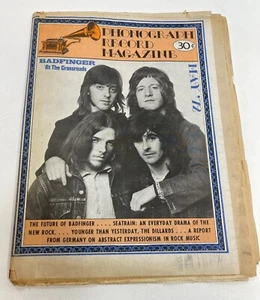 PHONOGRAPH
RECORD
MAGAZINE
30¢
BADFINGER
At The Crossroads
MAY '72
THE FUTURE OF BADFINGER .... SEATRAIN: AN EVERYDAY DRAMA OF THE
NEW ROCK.... YOUNGER THAN YESTERDAY, THE DILLARDS ... A REPORT
FROM GERMANY ON ABSTRACT EXPRESSIONISM IN ROCK MUSIC